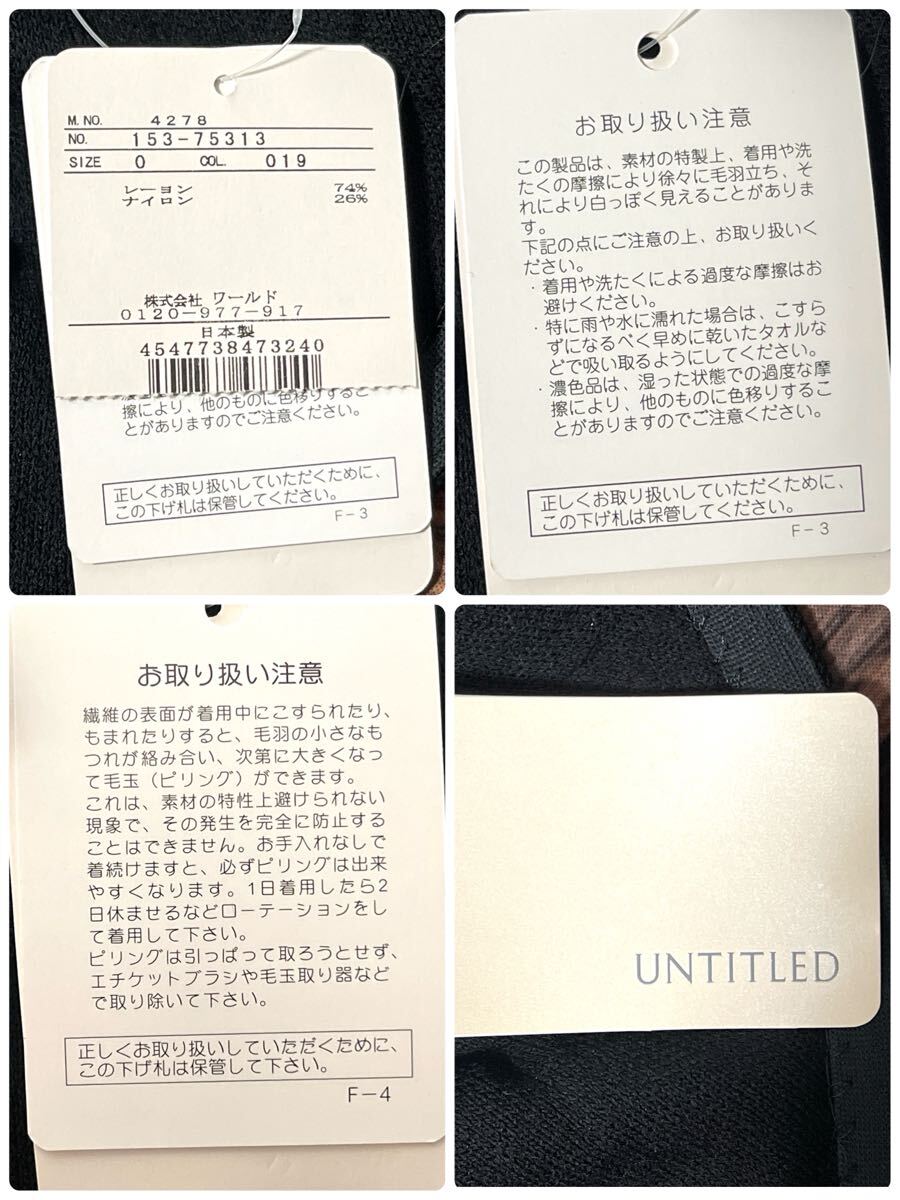 M. NO. 4278
NO. 153-75313
SIZE 0 COL. 019
レーヨン 74%
ナイロン 26%
株式会社 ワールド
0120-977-917
日本製
4547738473240
擦により、他のものに色移りするこ
とがありますのでご注意ください。
正しくお取り扱いしていただくために、
この下げ札は保管してください。
F-3
お取り扱い注意
この製品は、素材の特製上、着用や洗
たくの摩擦により徐々に毛羽立ち、そ
れにより白っぽく見えることがありま
す。
下記の点にご注意の上、お取り扱いく
ださい。
・着用や洗たくによる過度な摩擦はお
避けください。
・特に雨や水に濡れた場合は、こすら
ずになるべく早めに乾いたタオルな
どで吸い取るようにしてください。
・濃色品は、湿った状態での過度な摩
擦により、他のものに色移りするこ
とがありますのでご注意ください。
正しくお取り扱いしていただくために、
この下げ札は保管してください。
F-3
お取り扱い注意
繊維の表面が着用中にこすられたり、
もまれたりすると、毛羽の小さなも
つれが絡み合い、次第に大きくなっ
て毛玉（ピリング）ができます。
これは、素材の特性上避けられない
現象で、その発生を完全に防止する
ことはできません。お手入れなしで
着続けますと、必ずピリングは出来
やすくなります。1日着用したら2
日休ませるなどローテーションをし
て着用して下さい。
ピリングは引っぱって取ろうとせず、
エチケットブラシや毛玉取り器など
で取り除いて下さい。
正しくお取り扱いしていただくために、
この下げ札は保管して下さい。
F-4
UNTITLED